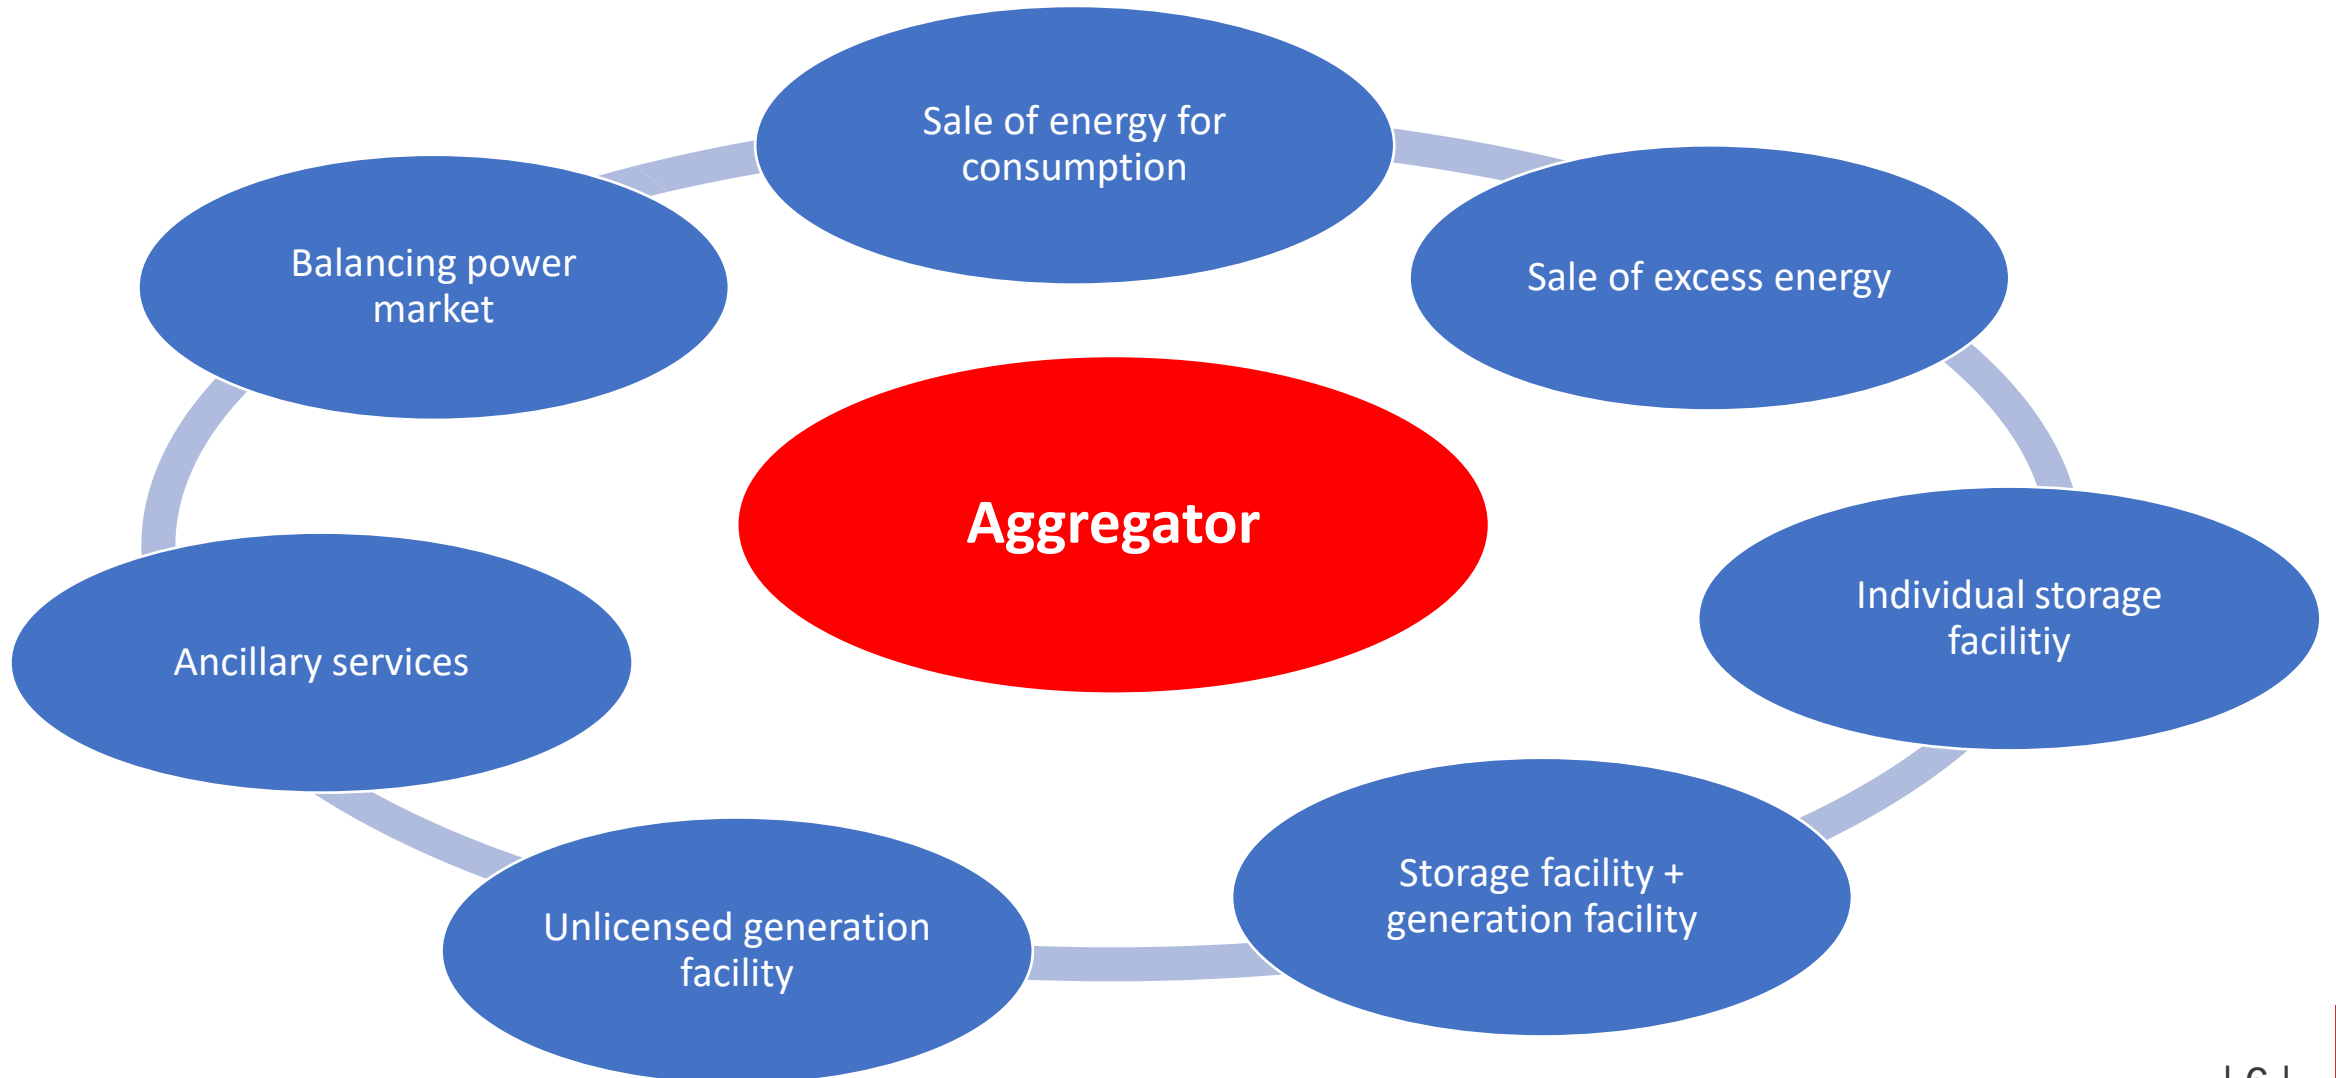 Sale of energy for
consumption
Sale of excess energy
Balancing power
market
Aggregator
Individual storage
facilitiy
Ancillary services
Storage facility +
generation facility
Unlicensed generation
facility